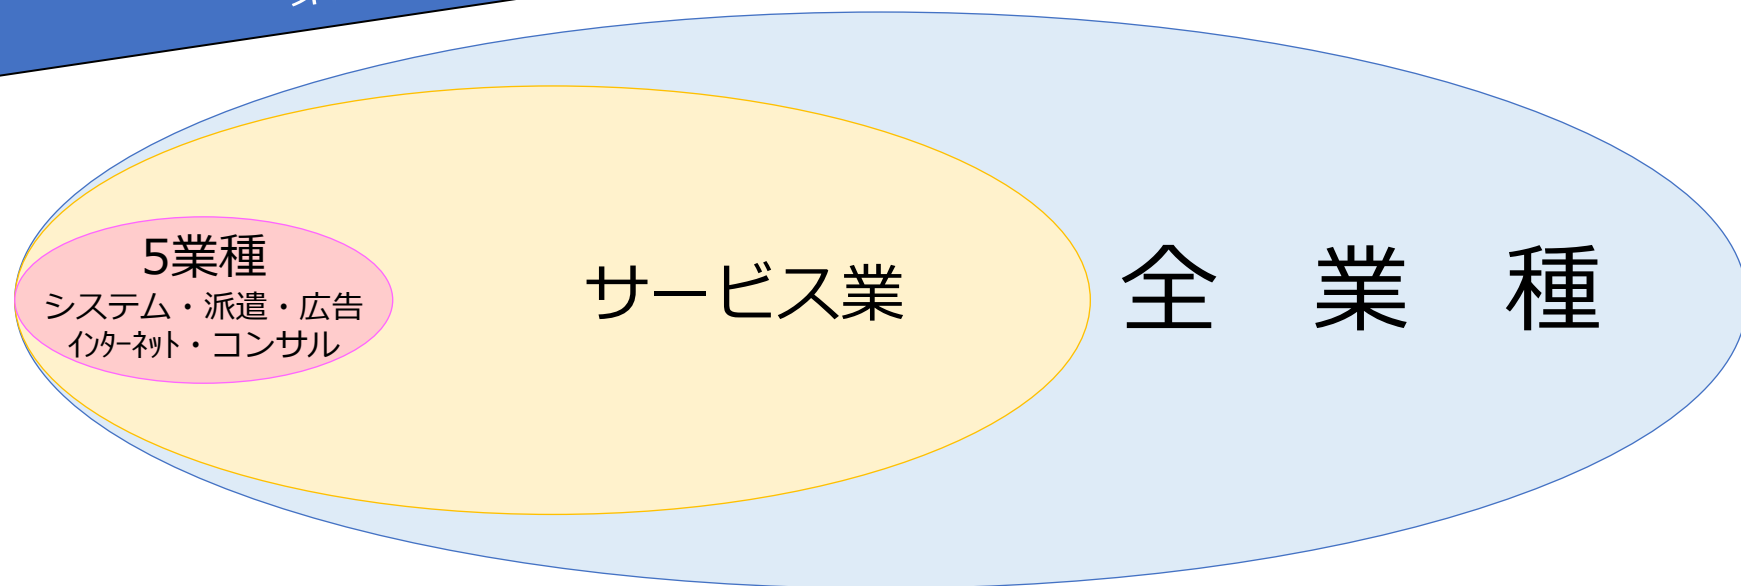 5業種
システム・派遣・広告
ｲﾝﾀｰﾈｯﾄ・コンサル
サービス業
全　業　種